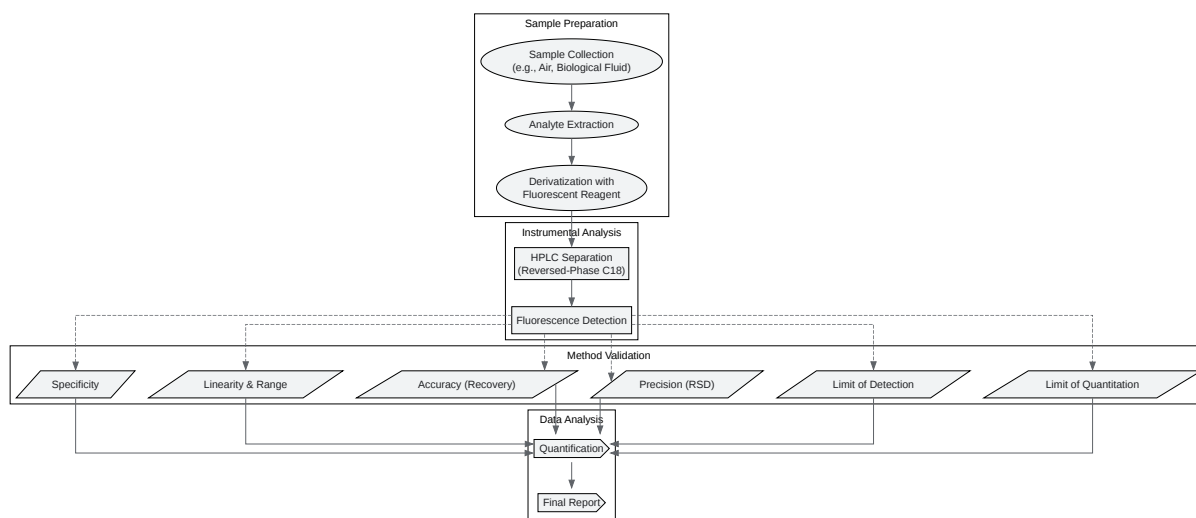 Sample Preparation
Sample Collection
(e.g., Air, Biological Fluid)
Analyte Extraction
Derivatization with
Fluorescent Reagent
Instrumental Analysis
HPLC Separation
(Reversed-Phase C18)
Fluorescence Detection
Method Validation
Specificity
Linearity & Range
Accuracy (Recovery)
Precision (RSD)
Limit of Detection
Limit of Quantitation
Data Analysis
Quantification
Final Report